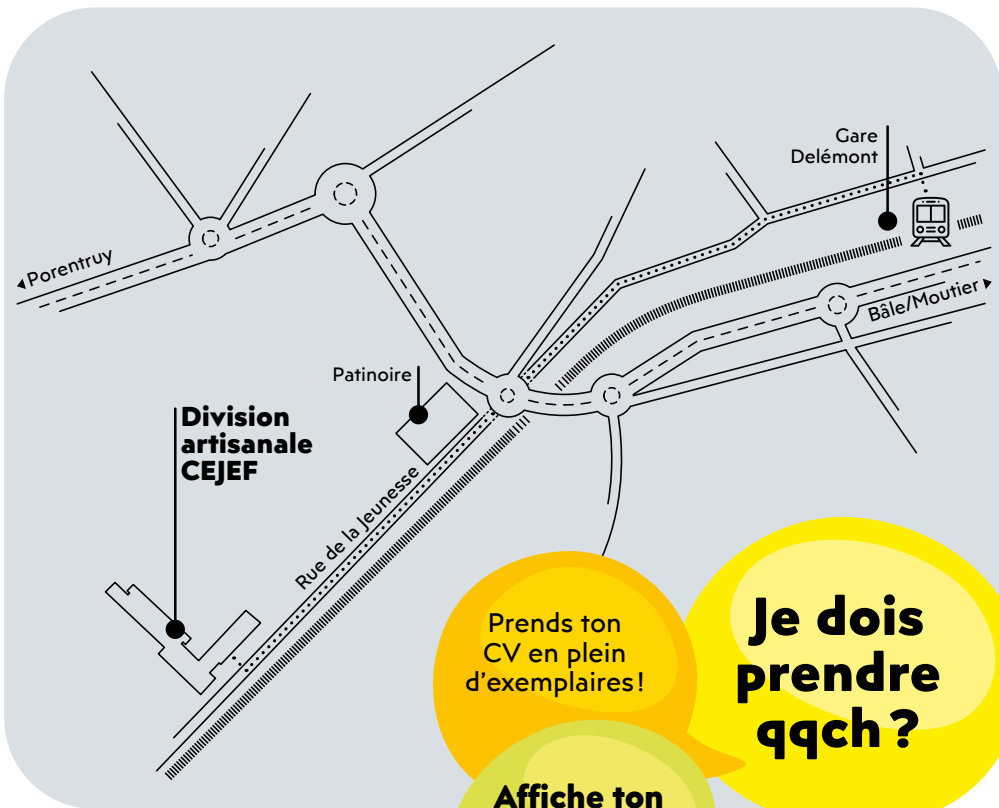 Gare
Delémont
Porentruy
Bâle/Moutier
Patinoire
Division
artisanale
CEJEF
Rue de la Jeunesse
Prends ton
CV en plein
d'exemplaires!
Je dois
prendre
qqch ?
Affiche ton